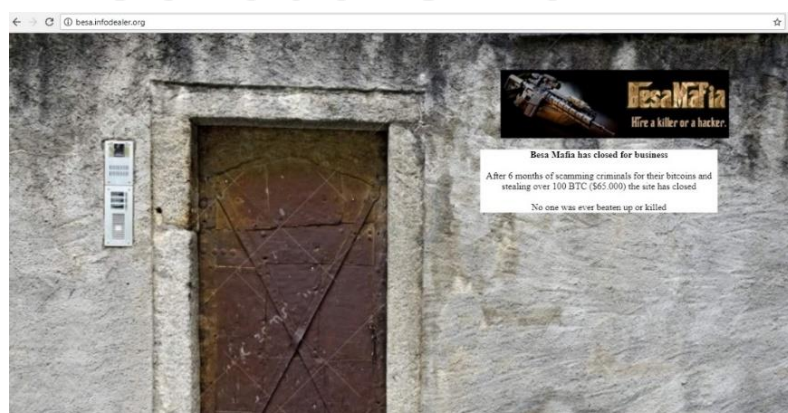 besa.infodealer.org
BesaMafia
Hire a killer or a hacker.
Besa Mafia has closed for business
After 6 months of scamming criminals for their bitcoins and
stealing over 100 BTC ($65.000) the site has closed
No one was ever beaten up or killed